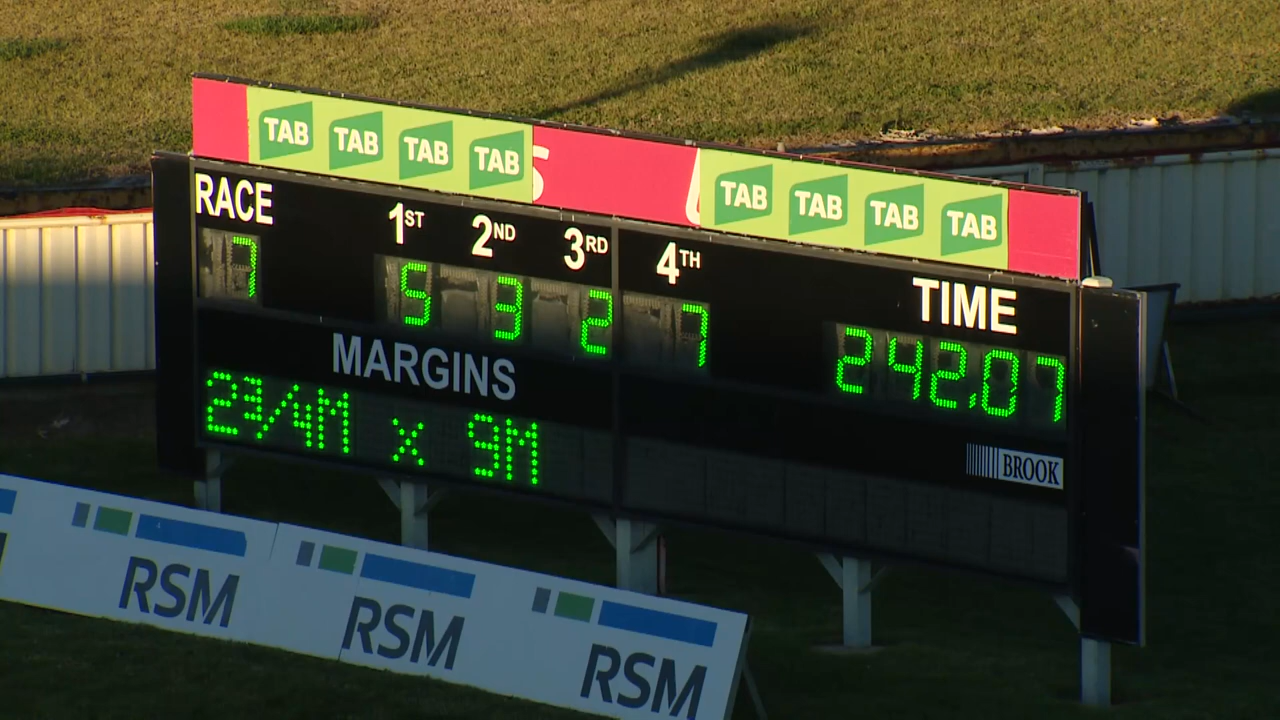 TAB TAB TAB TAB TAB TAB TAB TAB
RACE 1ST 2ND 3RD 4TH TIME
7 5 3 2 7 242.07
MARGINS
23/4M x 9M
BROOK
RSM RSM RSM